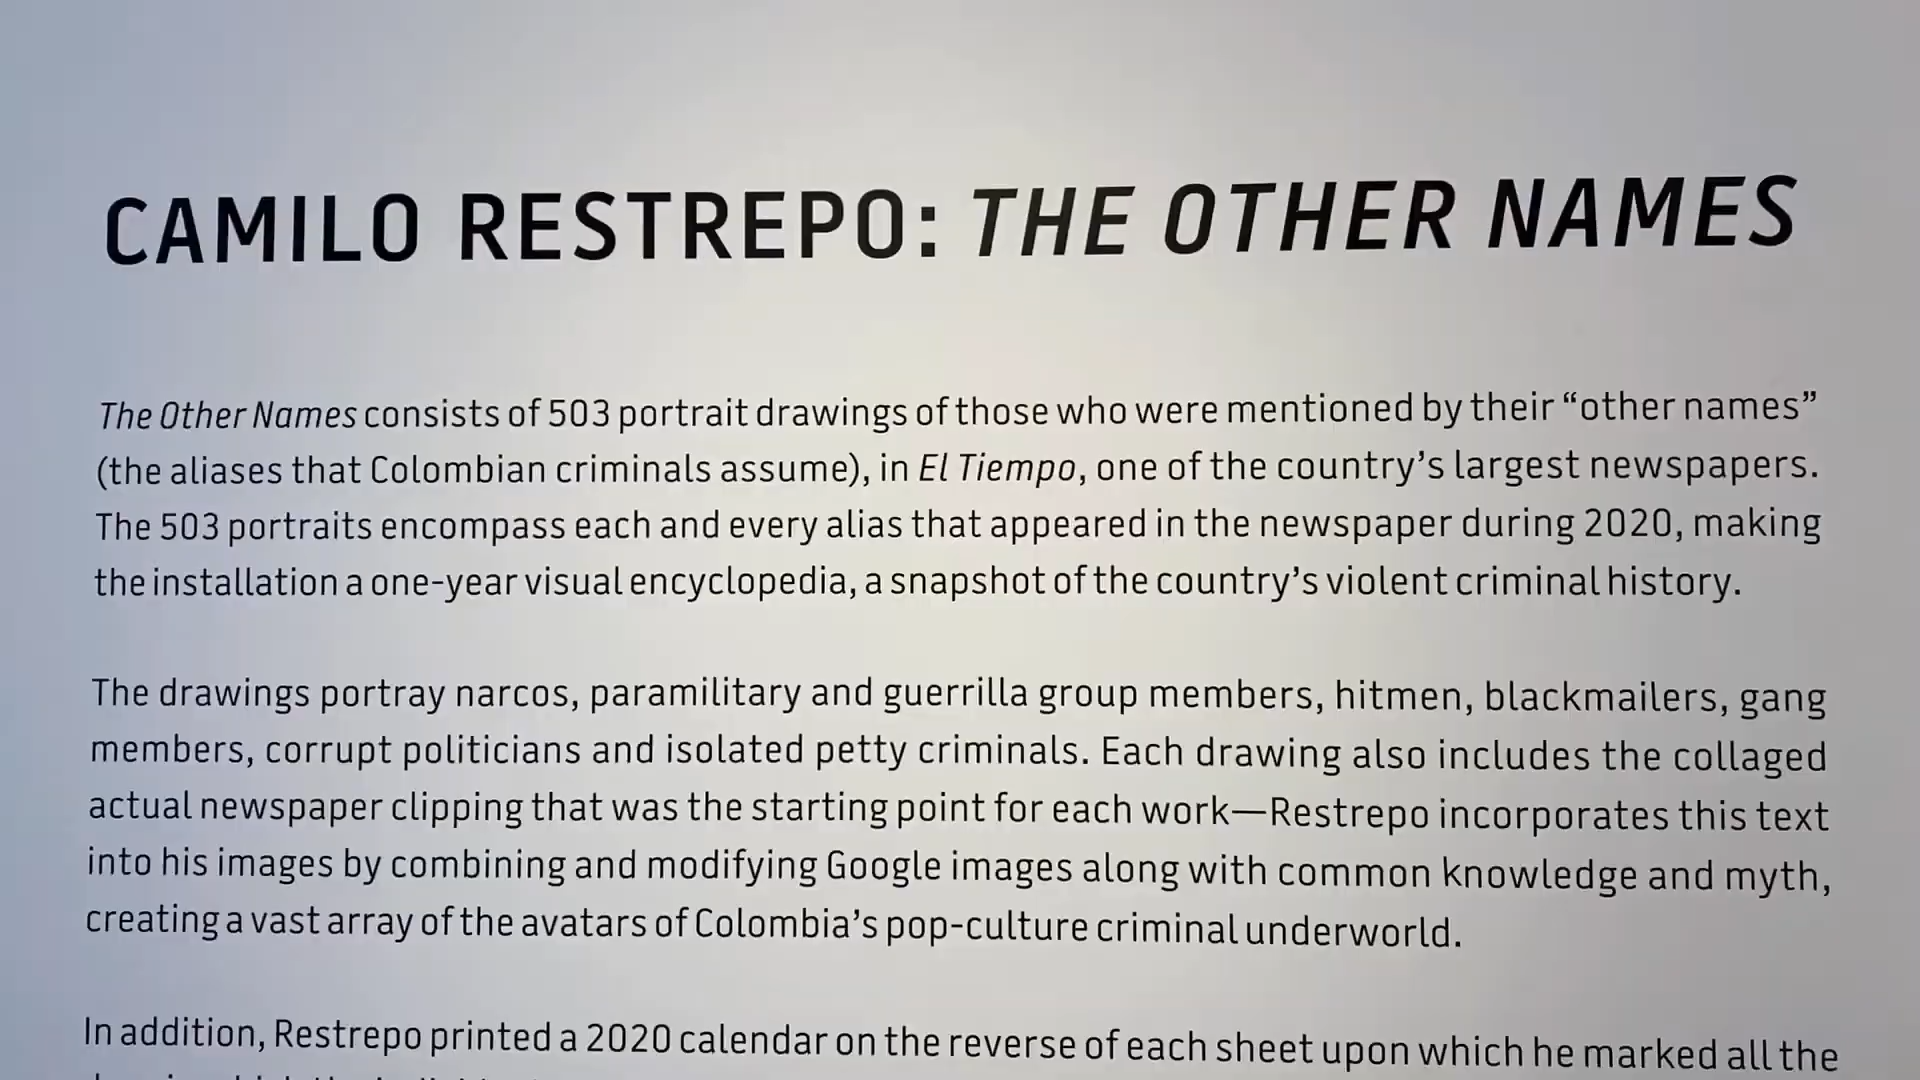 CAMILO RESTREPO: THE OTHER NAMES
The Other Names consists of 503 portrait drawings of those who were mentioned by their “other names”
(the aliases that Colombian criminals assume), in El Tiempo, one of the country’s largest newspapers.
The 503 portraits encompass each and every alias that appeared in the newspaper during 2020, making
the installation a one-year visual encyclopedia, a snapshot of the country’s violent criminal history.
The drawings portray narcos, paramilitary and guerrilla group members, hitmen, blackmailers, gang
members, corrupt politicians and isolated petty criminals. Each drawing also includes the collaged
actual newspaper clipping that was the starting point for each work—Restrepo incorporates this text
into his images by combining and modifying Google images along with common knowledge and myth,
creating a vast array of the avatars of Colombia’s pop-culture criminal underworld.
In addition, Restrepo printed a 2020 calendar on the reverse of each sheet upon which he marked all the